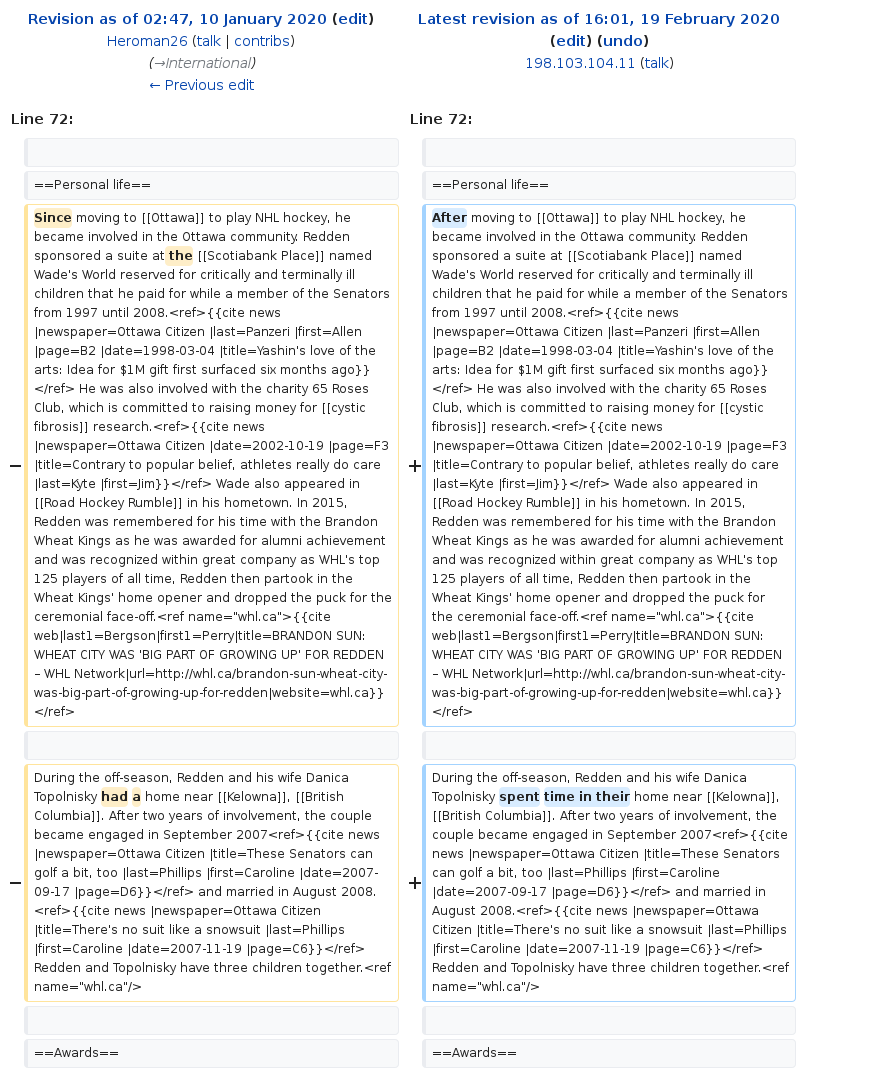 Revision as of 02:47, 10 January 2020 (edit)
Heroman26 (talk | contribs)
(→International)
← Previous edit
Latest revision as of 16:01, 19 February 2020
(edit) (undo)
198.103.104.11 (talk)
Line 72:
Line 72:
==Personal life==
==Personal life==
−
Since moving to [[Ottawa]] to play NHL hockey, he
became involved in the Ottawa community. Redden
sponsored a suite at the [[Scotiabank Place]] named
Wade's World reserved for critically and terminally ill
children that he paid for while a member of the Senators
from 1997 until 2008.<ref>{{cite news
|newspaper=Ottawa Citizen |last=Panzeri |first=Allen
|page=B2 |date=1998-03-04 |title=Yashin's love of the
arts: Idea for $1M gift first surfaced six months ago}}
</ref> He was also involved with the charity 65 Roses
Club, which is committed to raising money for [[cystic
fibrosis]] research.<ref>{{cite news
|newspaper=Ottawa Citizen |date=2002-10-19 |page=F3
|title=Contrary to popular belief, athletes really do care
|last=Kyte |first=Jim}}</ref> Wade also appeared in
[[Road Hockey Rumble]] in his hometown. In 2015,
Redden was remembered for his time with the Brandon
Wheat Kings as he was awarded for alumni achievement
and was recognized within great company as WHL's top
125 players of all time, Redden then partook in the
Wheat Kings' home opener and dropped the puck for the
ceremonial face-off.<ref name="whl.ca">{{cite
web|last1=Bergson|first1=Perry|title=BRANDON SUN:
WHEAT CITY WAS 'BIG PART OF GROWING UP' FOR REDDEN
– WHL Network|url=http://whl.ca/brandon-sun-wheat-city-
was-big-part-of-growing-up-for-redden|website=whl.ca}}
</ref>
+
After moving to [[Ottawa]] to play NHL hockey, he
became involved in the Ottawa community. Redden
sponsored a suite at [[Scotiabank Place]] named
Wade's World reserved for critically and terminally ill
children that he paid for while a member of the Senators
from 1997 until 2008.<ref>{{cite news
|newspaper=Ottawa Citizen |last=Panzeri |first=Allen
|page=B2 |date=1998-03-04 |title=Yashin's love of the
arts: Idea for $1M gift first surfaced six months ago}}
</ref> He was also involved with the charity 65 Roses
Club, which is committed to raising money for [[cystic
fibrosis]] research.<ref>{{cite news
|newspaper=Ottawa Citizen |date=2002-10-19 |page=F3
|title=Contrary to popular belief, athletes really do care
|last=Kyte |first=Jim}}</ref> Wade also appeared in
[[Road Hockey Rumble]] in his hometown. In 2015,
Redden was remembered for his time with the Brandon
Wheat Kings as he was awarded for alumni achievement
and was recognized within great company as WHL's top
125 players of all time, Redden then partook in the
Wheat Kings' home opener and dropped the puck for
the ceremonial face-off.<ref name="whl.ca">{{cite
web|last1=Bergson|first1=Perry|title=BRANDON SUN:
WHEAT CITY WAS 'BIG PART OF GROWING UP' FOR REDDEN
– WHL Network|url=http://whl.ca/brandon-sun-wheat-city-
was-big-part-of-growing-up-for-redden|website=whl.ca}}
</ref>
−
During the off-season, Redden and his wife Danica
Topolnisky had a home near [[Kelowna]], [[British
Columbia]]. After two years of involvement, the couple
became engaged in September 2007<ref>{{cite news
|newspaper=Ottawa Citizen |title=These Senators can
golf a bit, too |last=Phillips |first=Caroline |date=2007-
09-17 |page=D6}}</ref> and married in August 2008.
<ref>{{cite news |newspaper=Ottawa Citizen
|title=There's no suit like a snowsuit |last=Phillips
|first=Caroline |date=2007-11-19 |page=C6}}</ref>
Redden and Topolnisky have three children together.<ref
name="whl.ca"/>
+
During the off-season, Redden and his wife Danica
Topolnisky spent time in their home near [[Kelowna]],
[[British Columbia]]. After two years of involvement, the
couple became engaged in September 2007<ref>{{cite
news |newspaper=Ottawa Citizen |title=These Senators
can golf a bit, too |last=Phillips |first=Caroline
|date=2007-09-17 |page=D6}}</ref> and married in
August 2008.<ref>{{cite news |newspaper=Ottawa
Citizen |title=There's no suit like a snowsuit |last=Phillips
|first=Caroline |date=2007-11-19 |page=C6}}</ref>
Redden and Topolnisky have three children together.<ref
name="whl.ca"/>
==Awards==
==Awards==